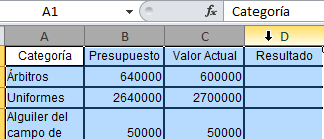 A1 fx Categoría
A B C D
Categoría Presupuesto Valor Actual Resultado
Árbitros 640000 600000
Uniformes 2640000 2700000
Alguiler del
campo de 50000 50000